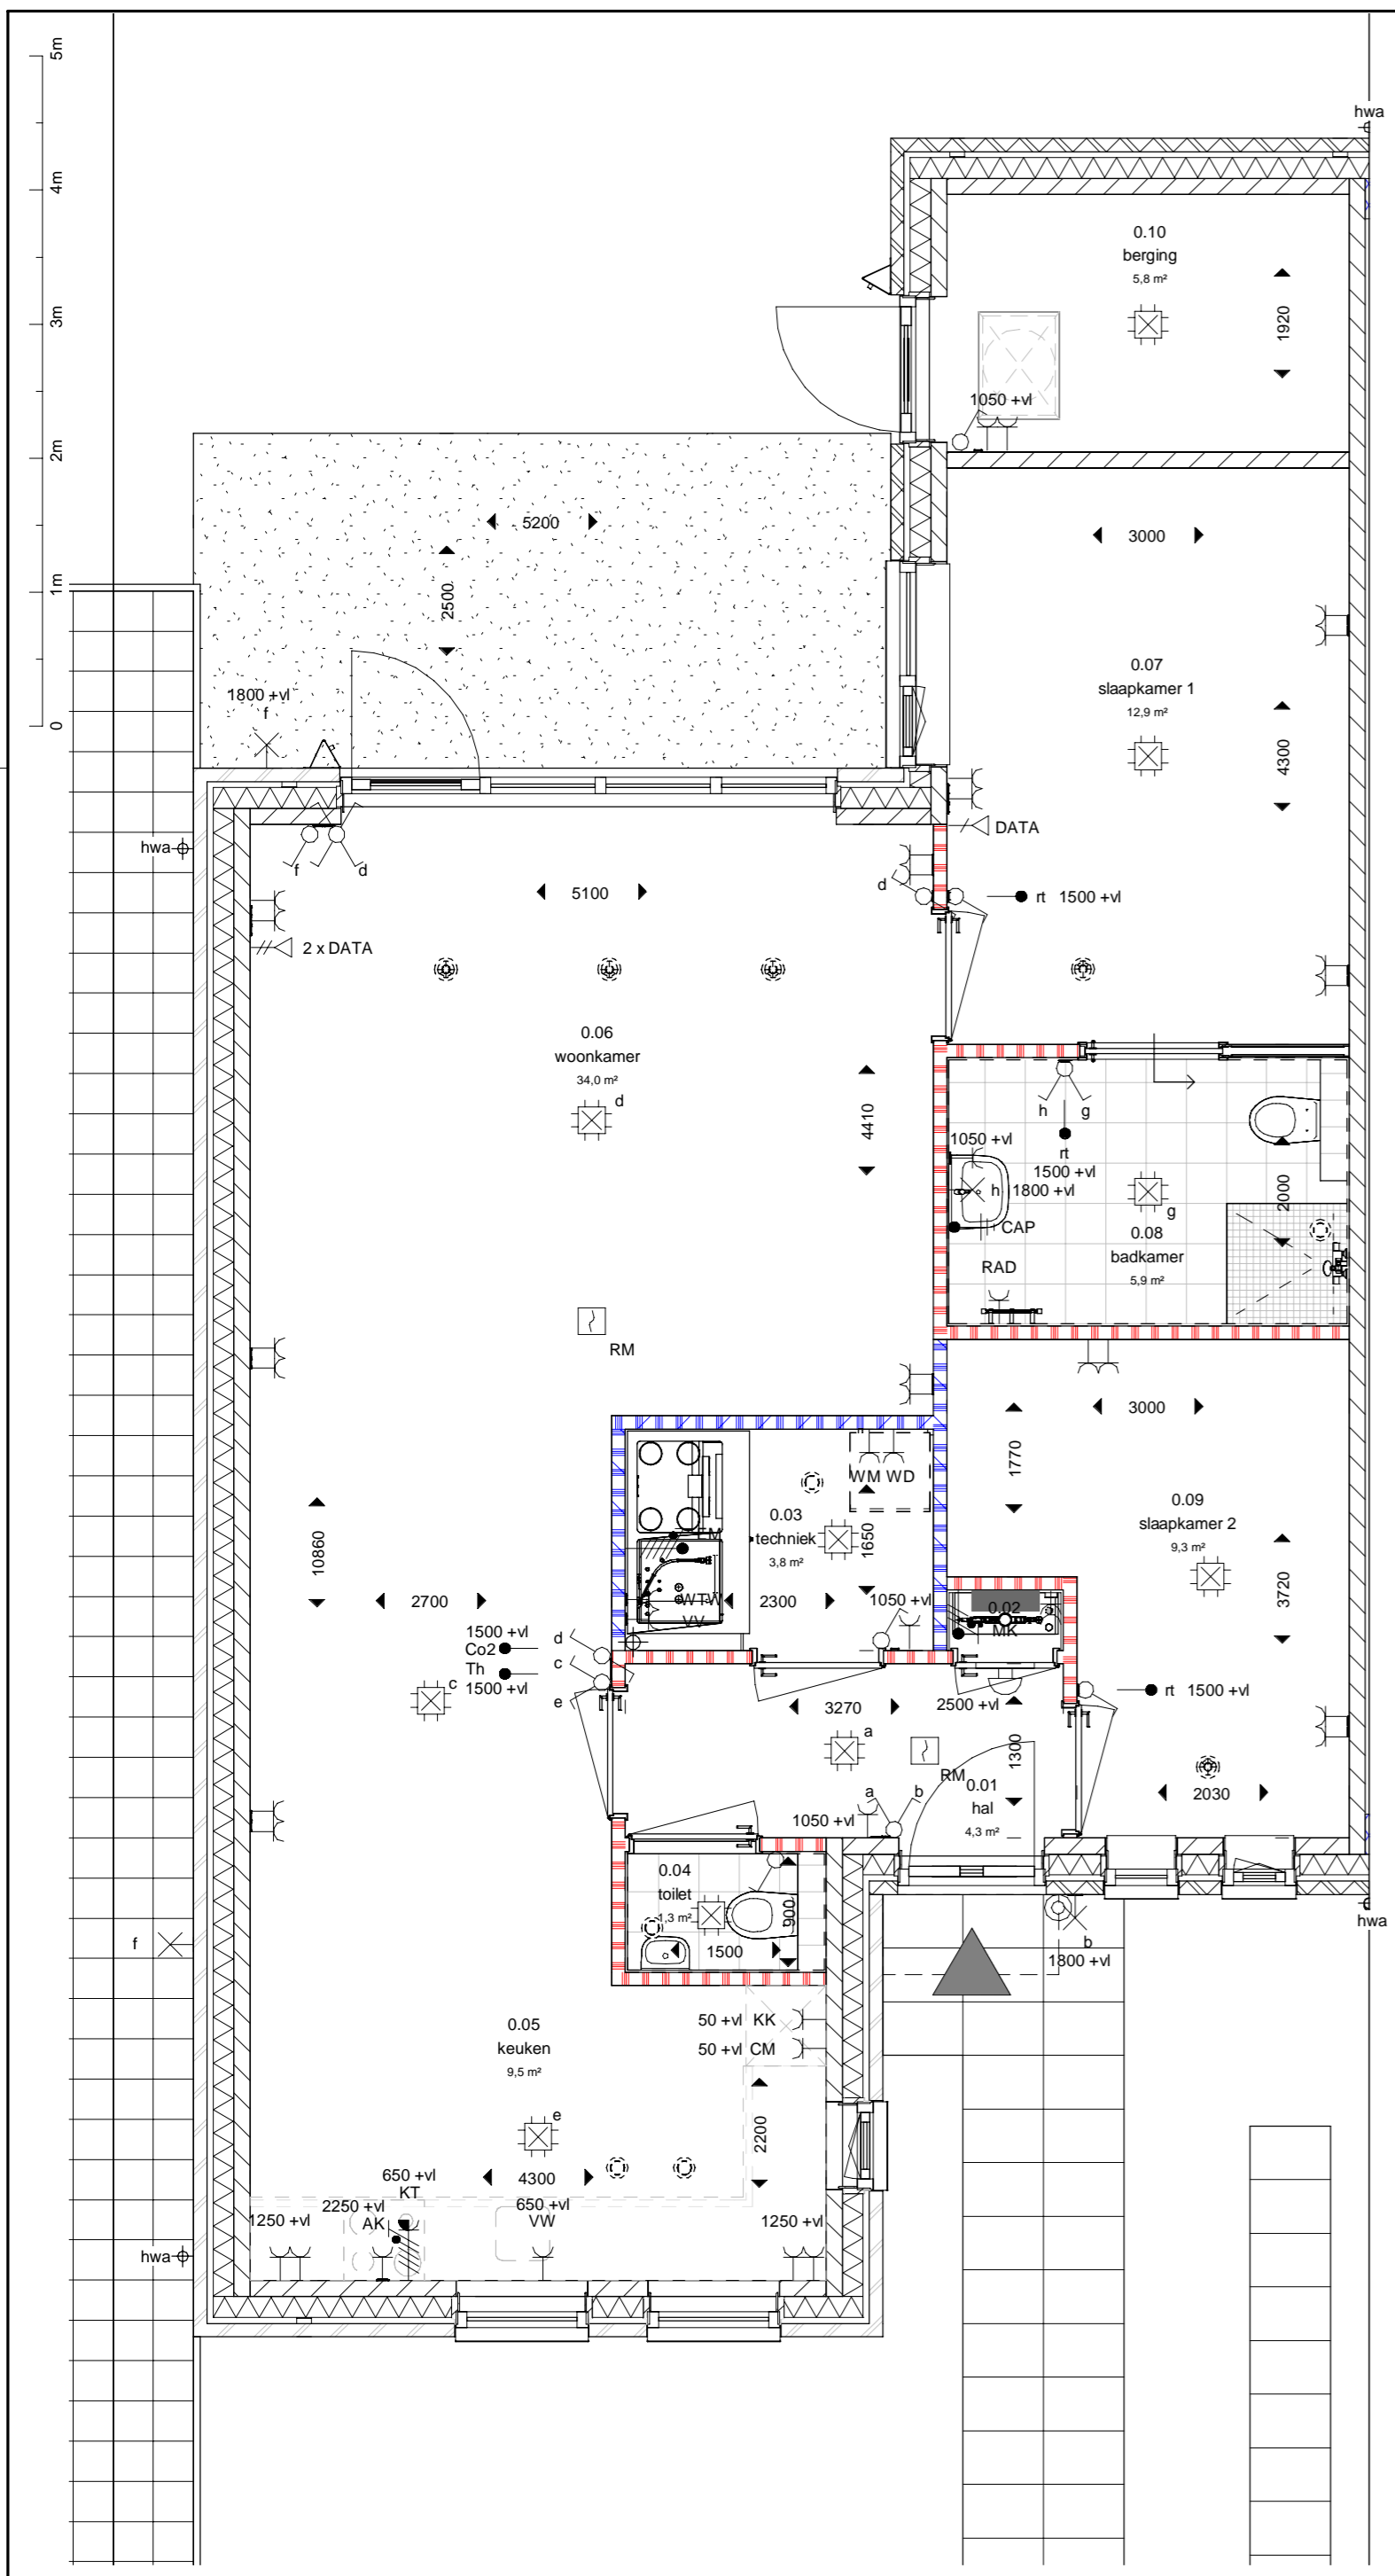 5m
4m
3m
2m
1m
0
hwa
0.10
berging
5,8 m²
1920
1050 +vl
5200
2500
3000
0.07
slaapkamer 1
12,9 m²
4300
1800 +vl
f
DATA
hwa
f
d
d
rt 1500 +vl
5100
2 x DATA
0.06
woonkamer
34,0 m²
d
4410
h
g
1050 +vl
rt
1500 +vl
h
1800 +vl
2000
g
CAP
0.08
badkamer
5,9 m²
RAD
RM
3000
1770
WM WD
0.03
techniek
3,8 m²
1650
0.09
slaapkamer 2
9,3 m²
3720
10860
2700
WTW
VV
2300
1050 +vl
0.02
MK
1500 +vl
Co2
Th
1500 +vl
d
c
e
c
3270
2500 +vl
rt 1500 +vl
a
RM
1300
0.01
hal
4,3 m²
a
b
1050 +vl
2030
0.04
toilet
1,3 m²
900
1500
f
b
1800 +vl
hwa
50 +vl KK
50 +vl CM
0.05
keuken
9,5 m²
e
2200
650 +vl
KT
4300
2250 +vl
AK
650 +vl
VW
1250 +vl
1250 +vl
hwa